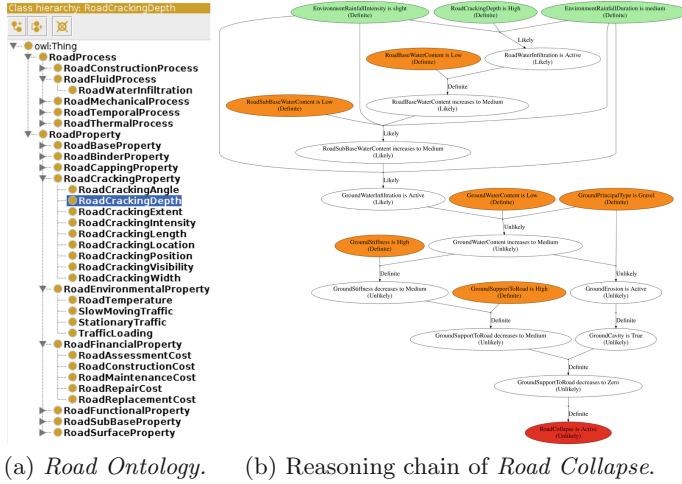 Class hierarchy: RoadCrackingDepth
owl:Thing
RoadProcess
RoadConstructionProcess
RoadFluidProcess
RoadWaterInfiltration
RoadMechanicalProcess
RoadTemporalProcess
RoadThermalProcess
RoadProperty
RoadBaseProperty
RoadBinderProperty
RoadCappingProperty
RoadCrackingProperty
RoadCrackingAngle
RoadCrackingDepth
RoadCrackingExtent
RoadCrackingIntensity
RoadCrackingLength
RoadCrackingLocation
RoadCrackingPosition
RoadCrackingVisibility
RoadCrackingWidth
RoadEnvironmentalProperty
RoadTemperature
SlowMovingTraffic
StationaryTraffic
TrafficLoading
RoadFinancialProperty
RoadAssessmentCost
RoadConstructionCost
RoadMaintenanceCost
RoadRepairCost
RoadReplacementCost
RoadFunctionalProperty
RoadSubBaseProperty
RoadSurfaceProperty
(a) Road Ontology.
EnvironmentRainfallIntensity is slight
(Definite)
RoadCrackingDepth is High
(Definite)
EnvironmentRainfallDuration is medium
(Definite)
Likely
RoadBaseWaterContent is Low
(Definite)
RoadWaterInfiltration is Active
(Likely)
Definite
RoadSubBaseWaterContent is Low
(Definite)
RoadBaseWaterContent increases to Medium
(Likely)
Likely
RoadSubBaseWaterContent increases to Medium
(Likely)
Likely
GroundWaterInfiltration is Active
(Likely)
GroundWaterContent is Low
(Definite)
GroundPrincipalType is Gravel
(Definite)
Unlikely
GroundStiffness is High
(Definite)
GroundWaterContent increases to Medium
(Unlikely)
Definite
Unlikely
GroundStiffness decreases to Medium
(Unlikely)
GroundSupportToRoad is High
(Definite)
GroundErosion is Active
(Unlikely)
Definite
Definite
GroundSupportToRoad decreases to Medium
(Unlikely)
GroundCavity is True
(Unlikely)
Definite
GroundSupportToRoad decreases to Zero
(Unlikely)
Definite
RoadCollapse is Active
(Unlikely)
(b) Reasoning chain of Road Collapse.